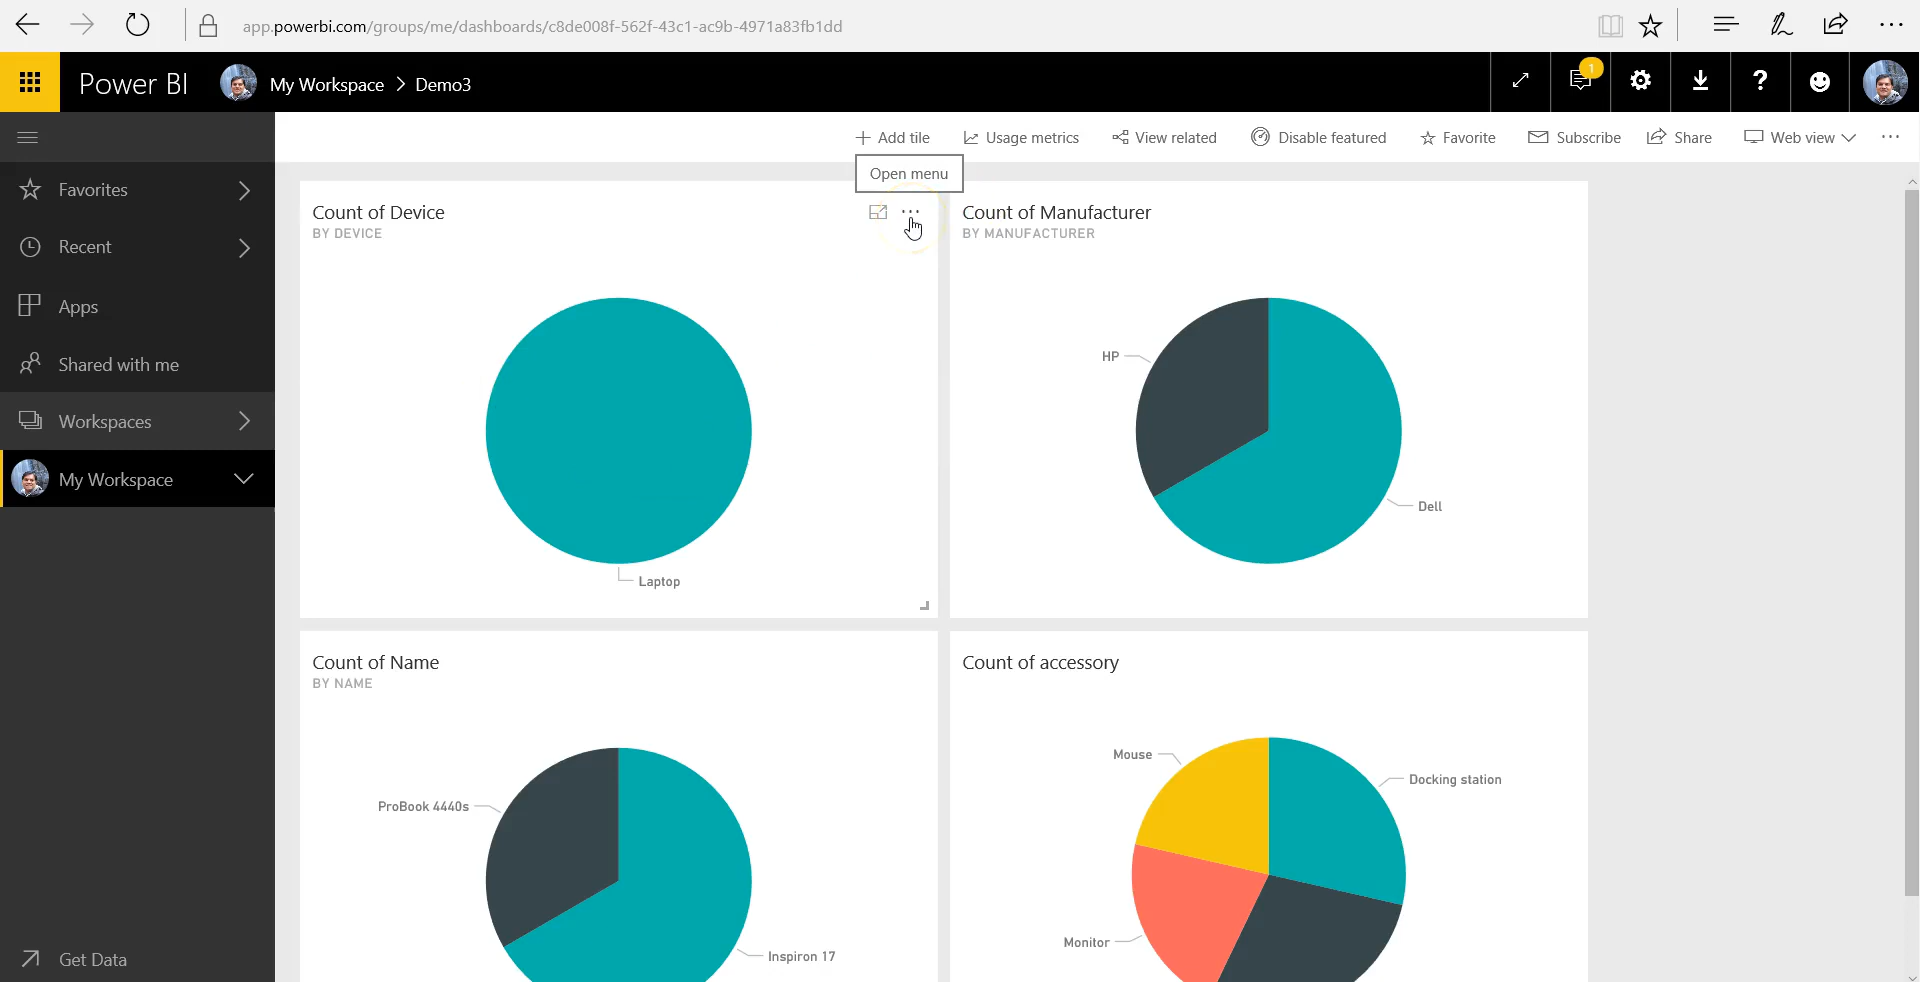 app.powerbi.com/groups/me/dashboards/c8de008f-562f-43c1-ac9b-4971a83fb1dd
Power BI My Workspace > Demo3 1 ?
Add tile Usage metrics View related Disable featured Favorite Subscribe Share Web view
Open menu
Favorites
Recent
Apps
Shared with me
Workspaces
My Workspace
Get Data
Count of Device
BY DEVICE
Laptop
Count of Manufacturer
BY MANUFACTURER
HP
Dell
Count of Name
BY NAME
ProBook 4440s
Inspiron 17
Count of accessory
Mouse
Docking station
Monitor